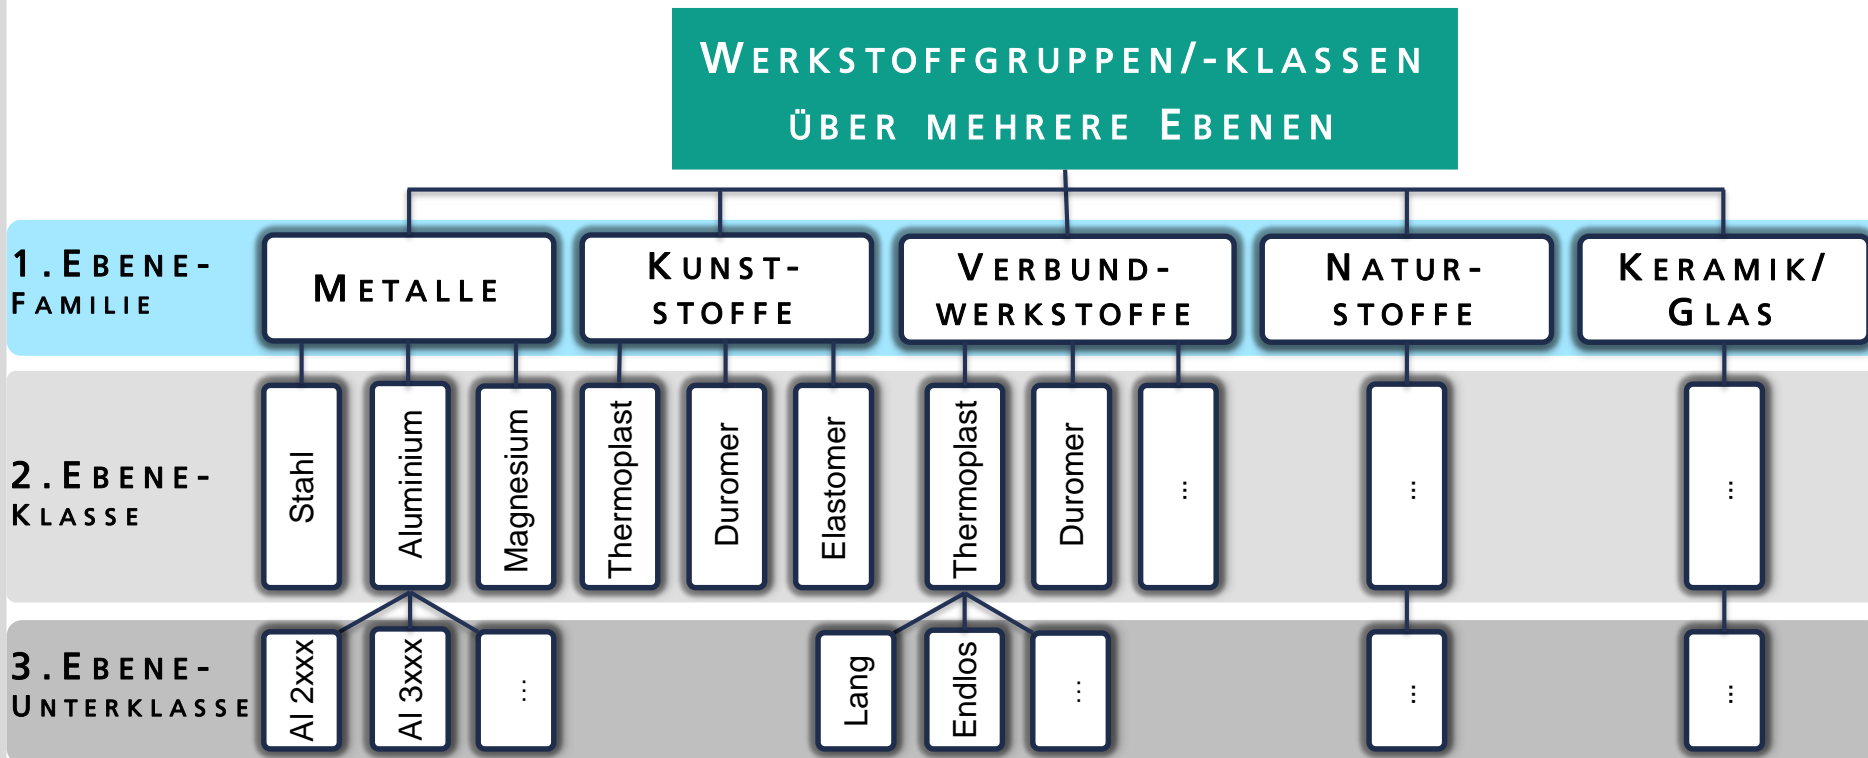 WERKSTOFFGRUPPEN/-KLASSEN
ÜBER MEHRERE EBENEN
1.EBENE-
FAMILIE
METALLE
KUNST-
STOFFE
VERBUND-
WERKSTOFFE
NATUR-
STOFFE
KERAMIK/
GLAS
2.EBENE-
KLASSE
Stahl
Aluminium
Magnesium
Thermoplast
Duromer
Elastomer
Thermoplast
Duromer
...
...
...
3.EBENE-
UNTERKLASSE
Al 2xxx
Al 3xxx
...
Lang
Endlos
...
...
...